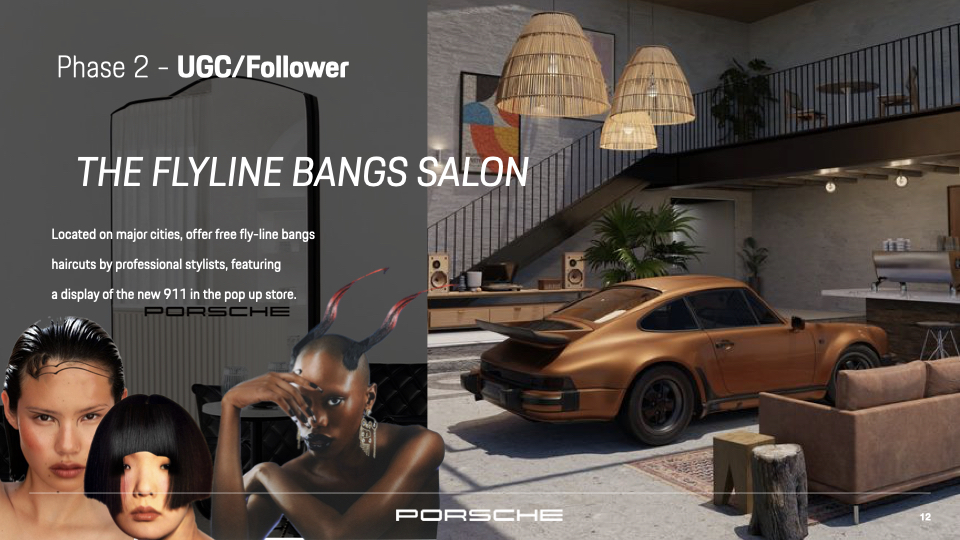 Phase 2 - UGC/Follower
THE FLYLINE BANGS SALON
Located on major cities, offer free fly-line bangs
haircuts by professional stylists, featuring
a display of the new 911 in the pop up store.
PORSCHE
PORSCHE
12